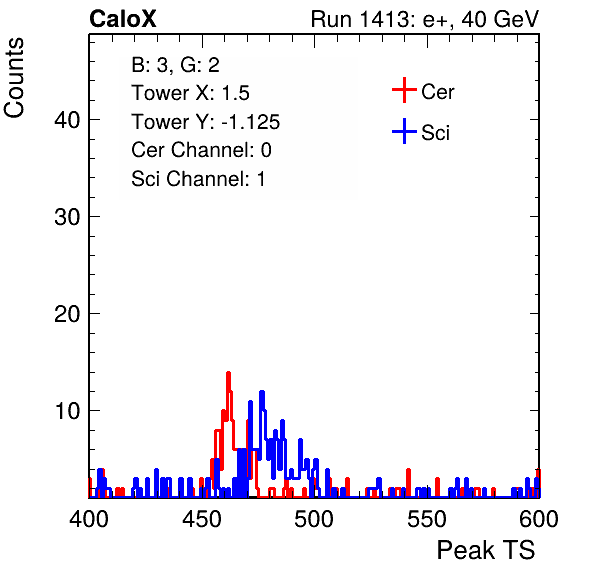 CaloX Run 1413: e+, 40 GeV
Counts
B: 3, G: 2
Tower X: 1.5
Tower Y: -1.125
Cer Channel: 0
Sci Channel: 1
Cer
Sci
40
30
20
10
400 450 500 550 600
Peak TS